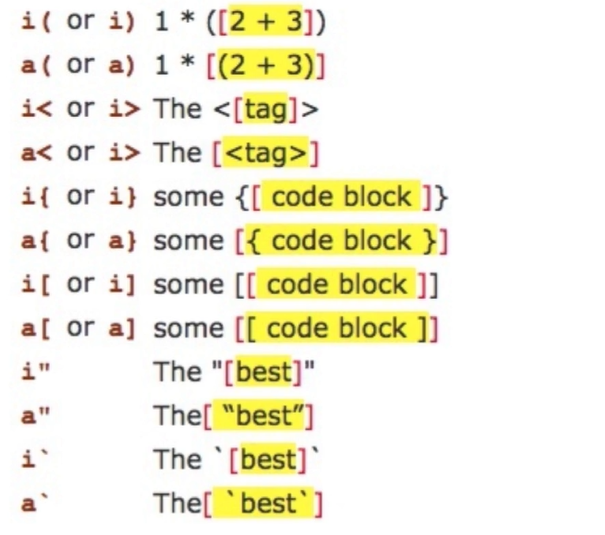 i( or i) 1 * ([2 + 3])
a( or a) 1 * [(2 + 3)]
i< or i> The <[tag]>
a< or i> The [<tag>]
i{ or i} some {[ code block ]}
a{ or a} some [{ code block }]
i[ or i] some [[ code block ]]
a[ or a] some [[ code block ]]
i" The "[best]"
a" The[ “best”]
i` The `[best]`
a` The[ `best`]